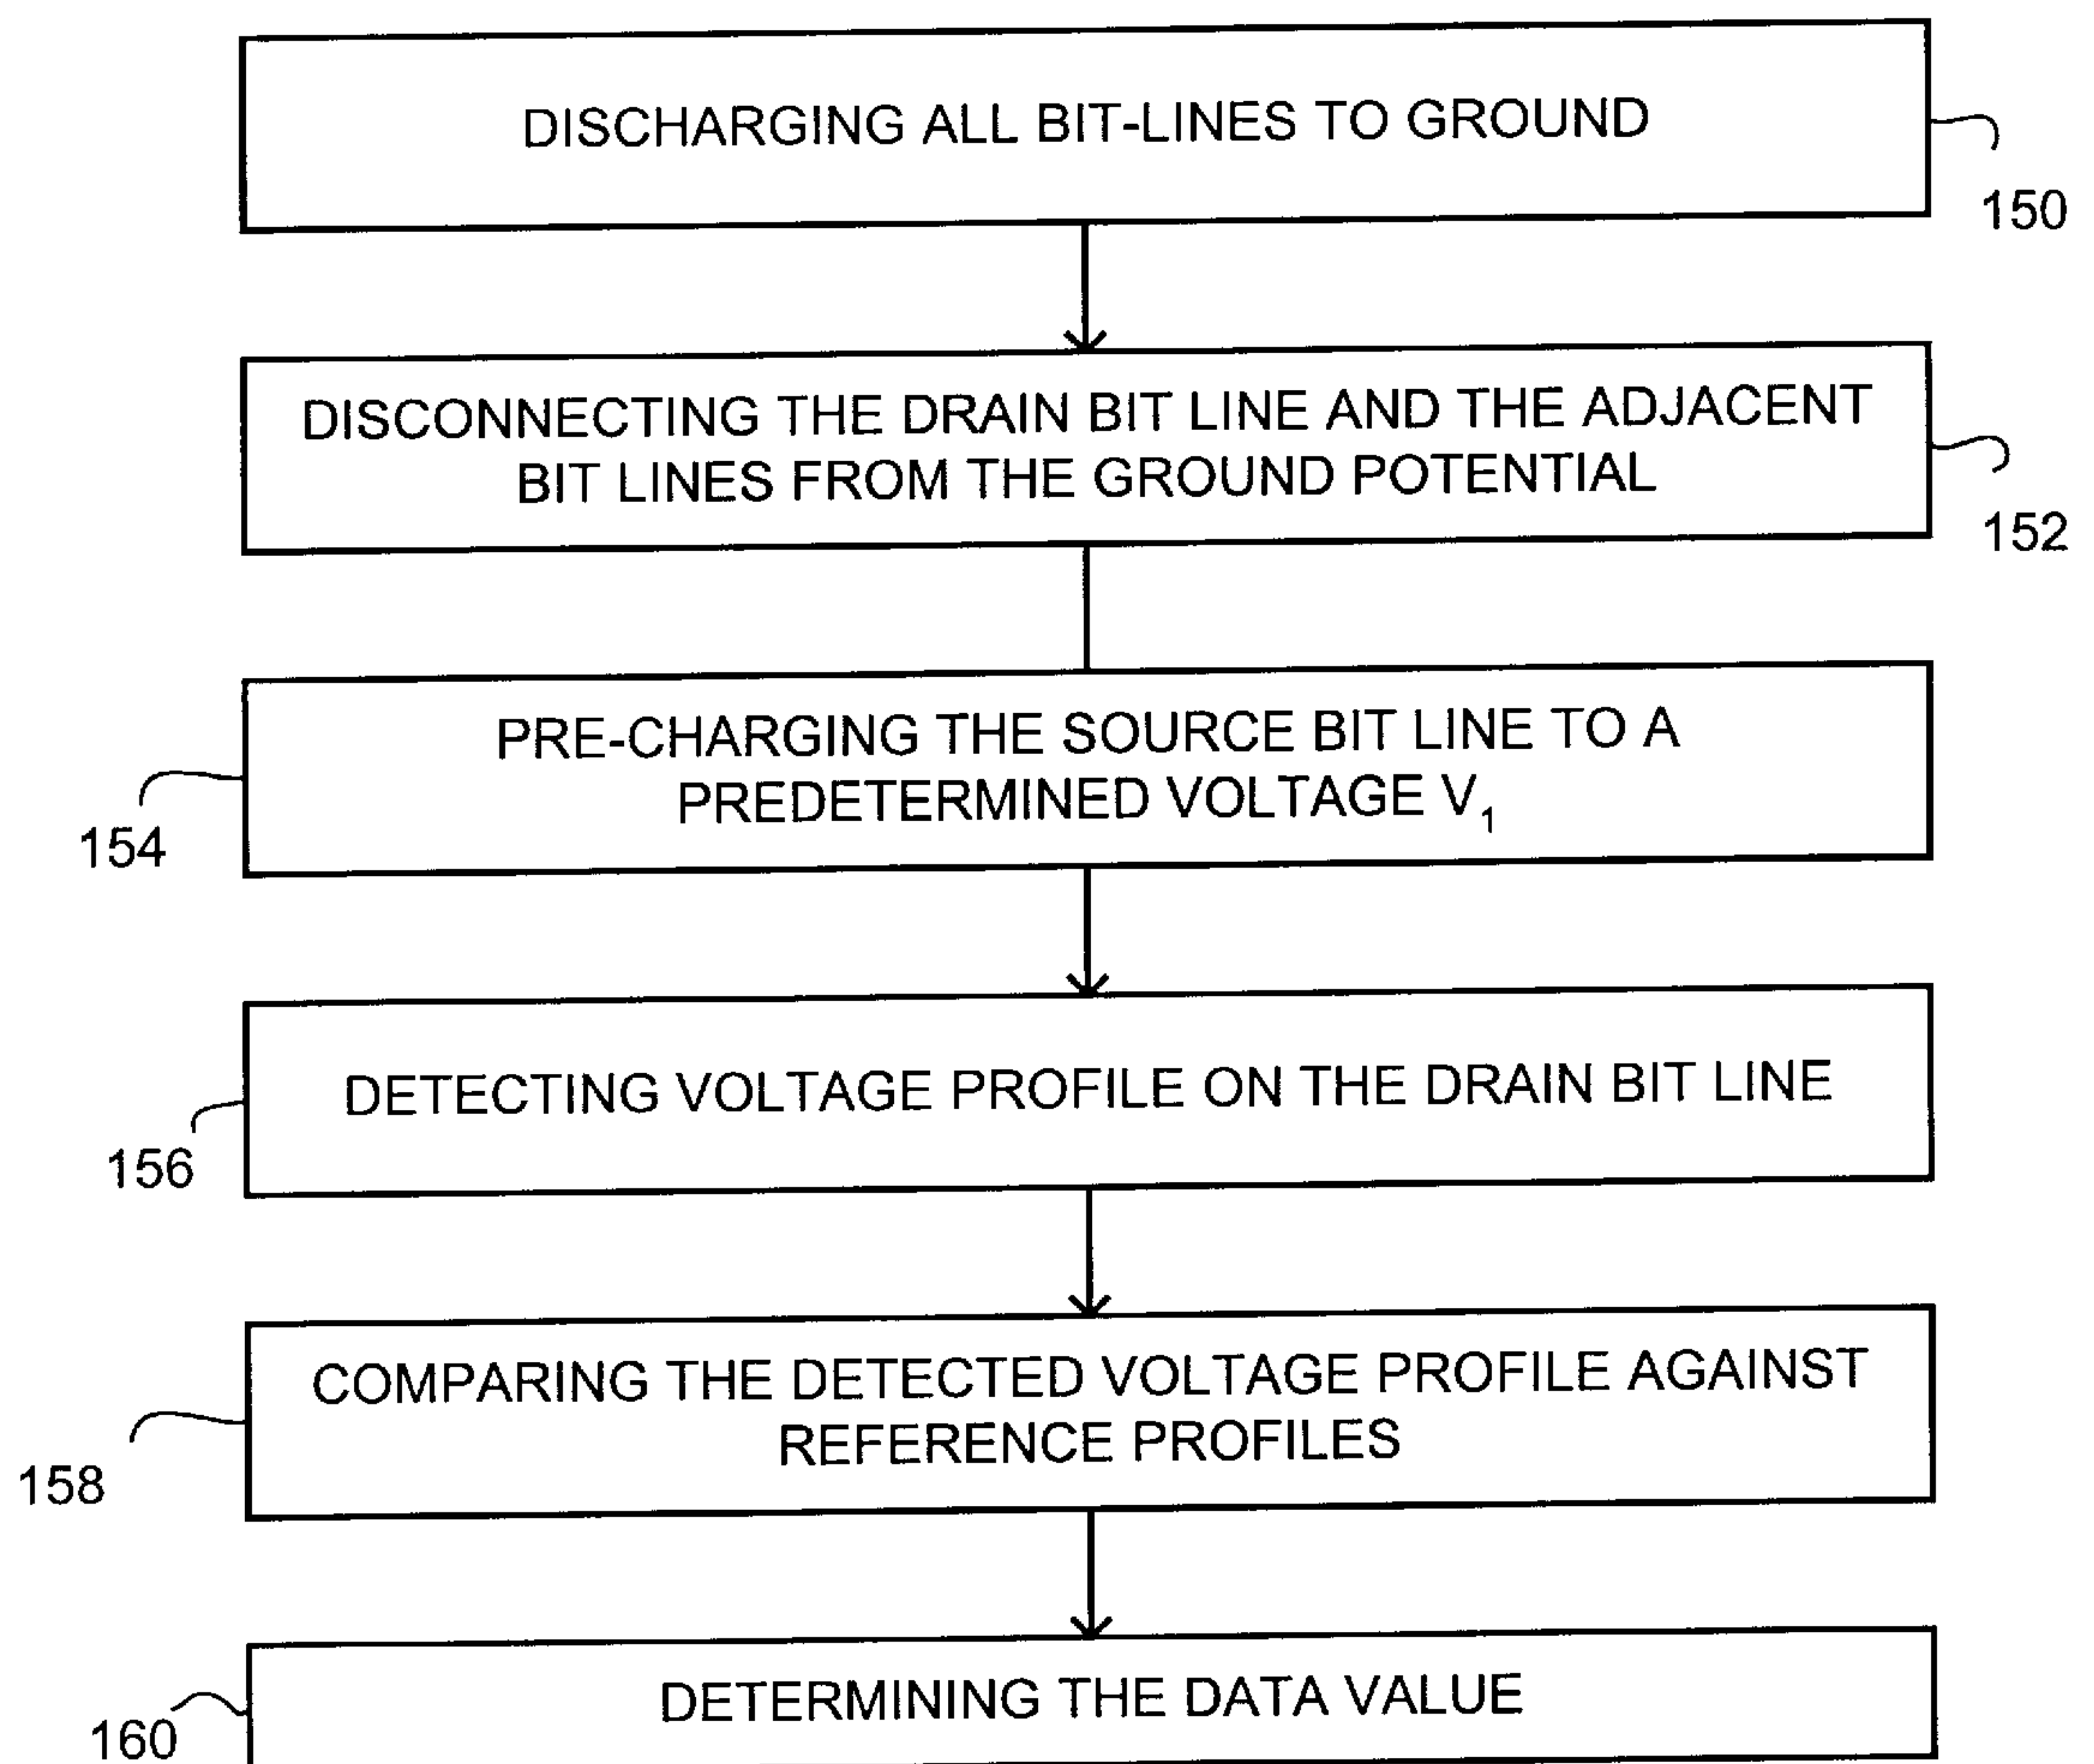 DISCHARGING ALL BIT-LINES TO GROUND
150
DISCONNECTING THE DRAIN BIT LINE AND THE ADJACENT
BIT LINES FROM THE GROUND POTENTIAL
152
PRE-CHARGING THE SOURCE BIT LINE TO A
PREDETERMINED VOLTAGE V₁
154
DETECTING VOLTAGE PROFILE ON THE DRAIN BIT LINE
156
COMPARING THE DETECTED VOLTAGE PROFILE AGAINST
REFERENCE PROFILES
158
DETERMINING THE DATA VALUE
160